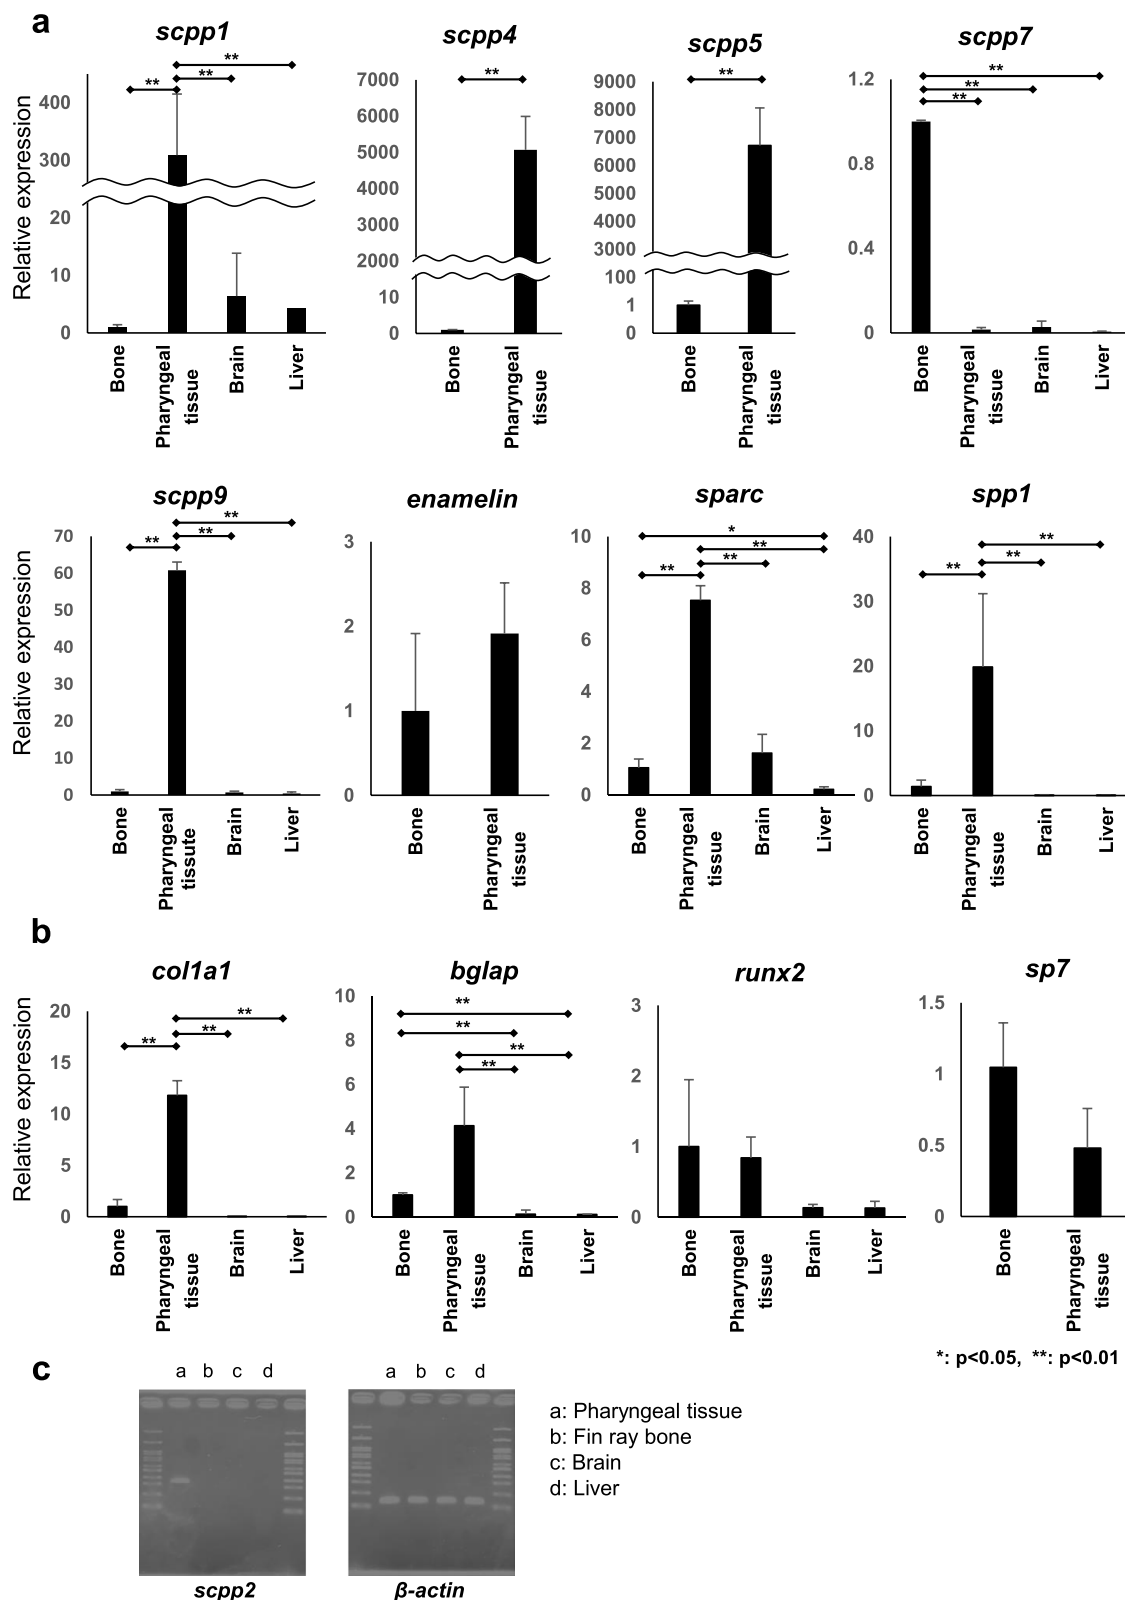 a
scpp1
scpp4
scpp5
scpp7
Relative expression
400
300
20
10
0
**
**
**
Bone
Pharyngeal
tissue
Brain
Liver
7000
6000
5000
4000
3000
2000
10
0
**
Bone
Pharyngeal
tissue
9000
8000
7000
6000
5000
4000
3000
100
1
0
**
Bone
Pharyngeal
tissue
1.2
0.8
0.4
0
**
**
**
Bone
Pharyngeal
tissue
Brain
Liver
scpp9
enamelin
sparc
spp1
Relative expression
70
60
50
40
30
20
10
0
**
**
**
Bone
Pharyngeal
tissute
Brain
Liver
3
2
1
0
Bone
Pharyngeal
tissue
10
8
6
4
2
0
*
**
**
**
Bone
Pharyngeal
tissue
Brain
Liver
40
30
20
10
0
**
**
**
Bone
Pharyngeal
tissue
Brain
Liver
b
col1a1
bglap
runx2
sp7
Relative expression
20
15
10
5
0
**
**
**
Bone
Pharyngeal
tissue
Brain
Liver
10
8
6
4
2
0
**
**
**
**
Bone
Pharyngeal
tissue
Brain
Liver
3
2
1
0
Bone
Pharyngeal
tissue
Brain
Liver
1.5
1
0.5
0
Bone
Pharyngeal
tissue
*: p<0.05, **: p<0.01
c
a b c d
a b c d
a: Pharyngeal tissue
b: Fin ray bone
c: Brain
d: Liver
scpp2
β-actin